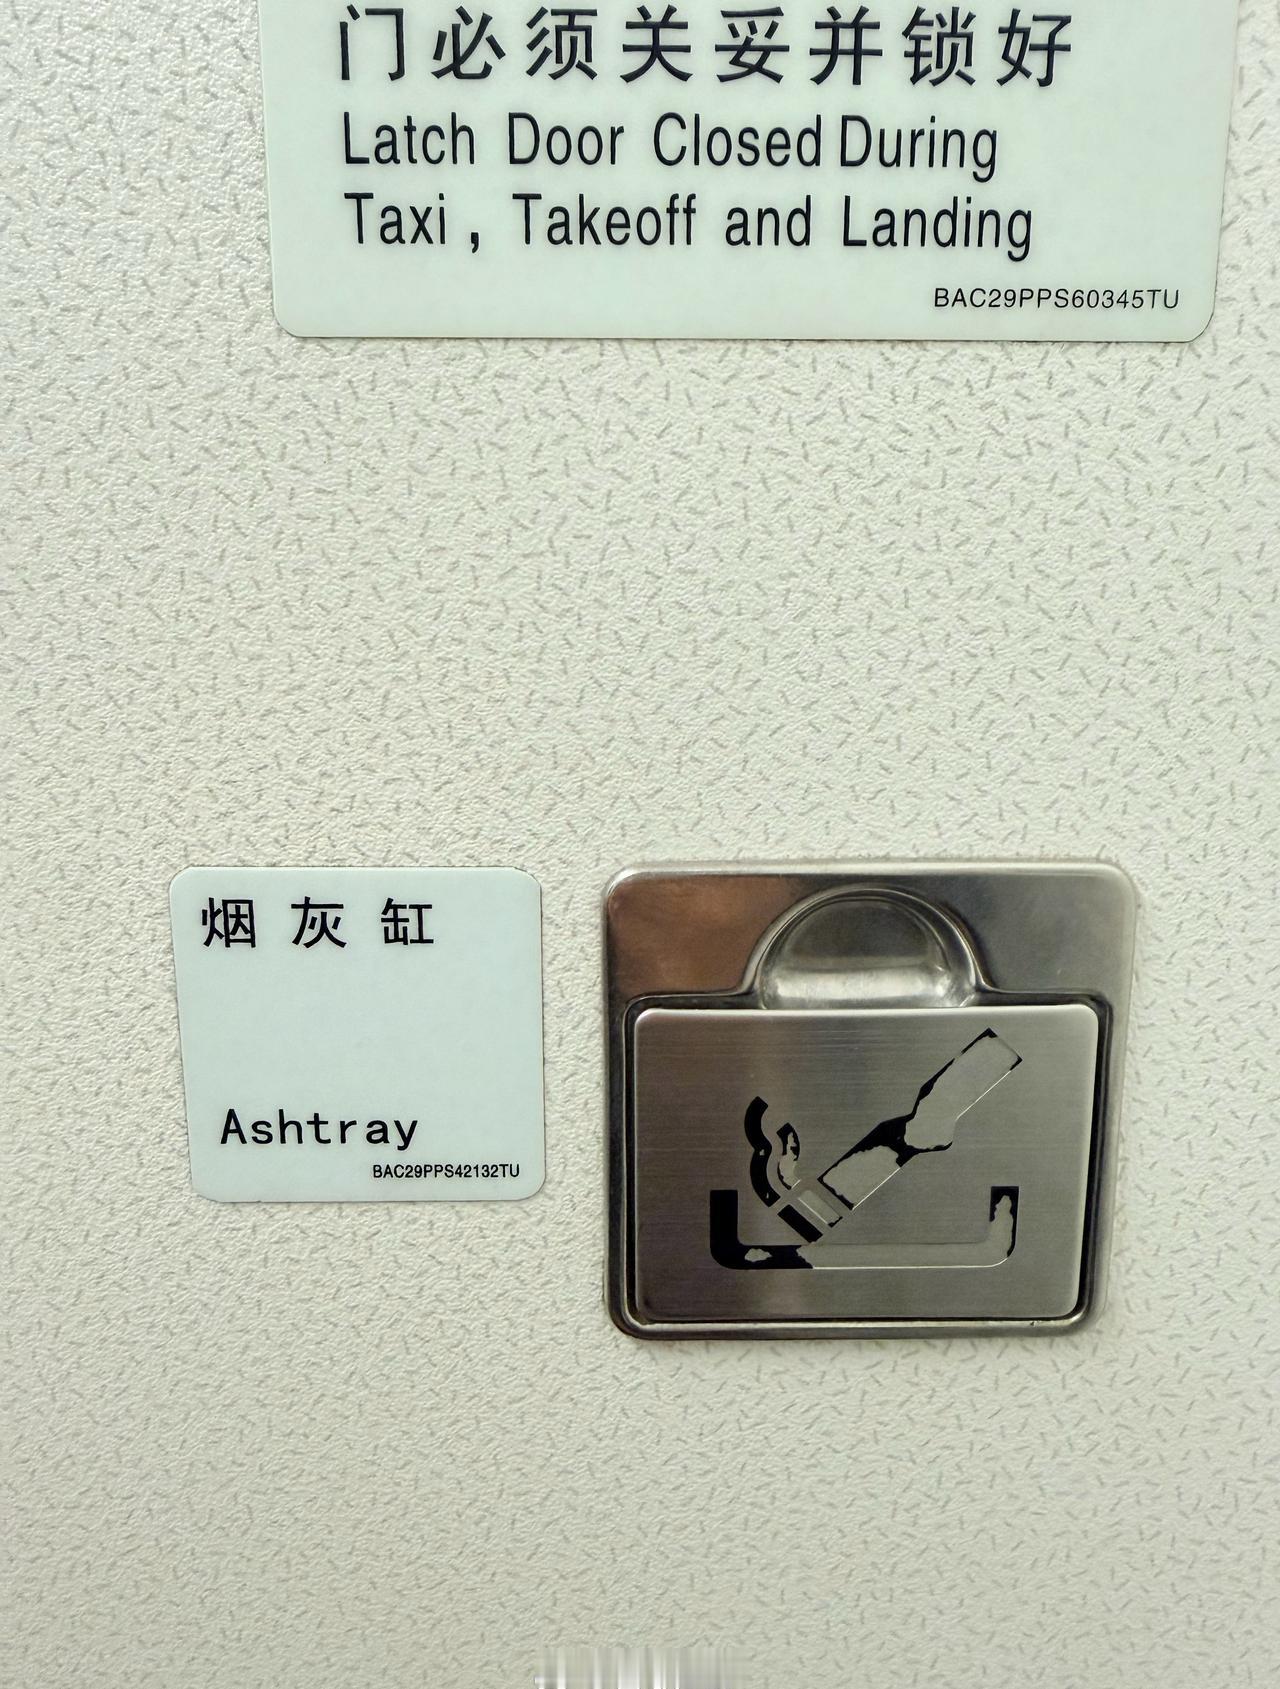 门必须关妥并锁好
Latch Door Closed During
Taxi , Takeoff and Landing
BAC29PPS60345TU
烟灰缸
Ashtray
BAC29PPS42132TU